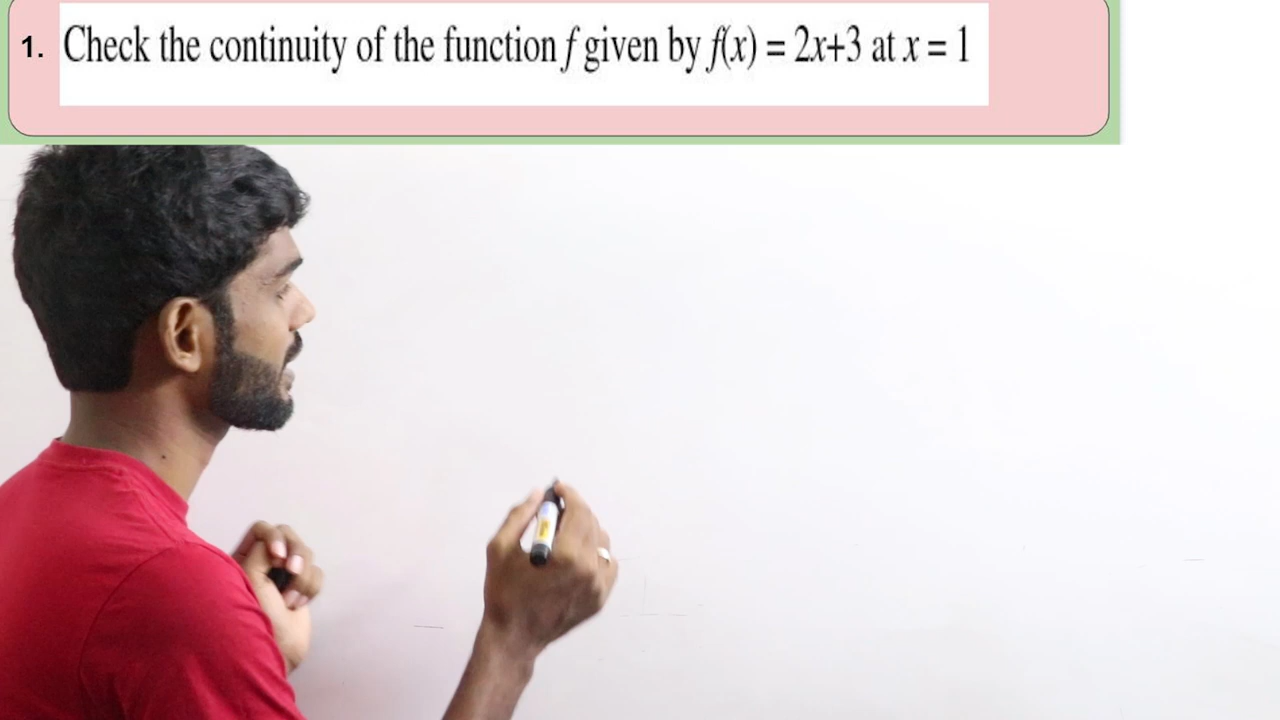 1. Check the continuity of the function f given by f(x) = 2x+3 at x = 1